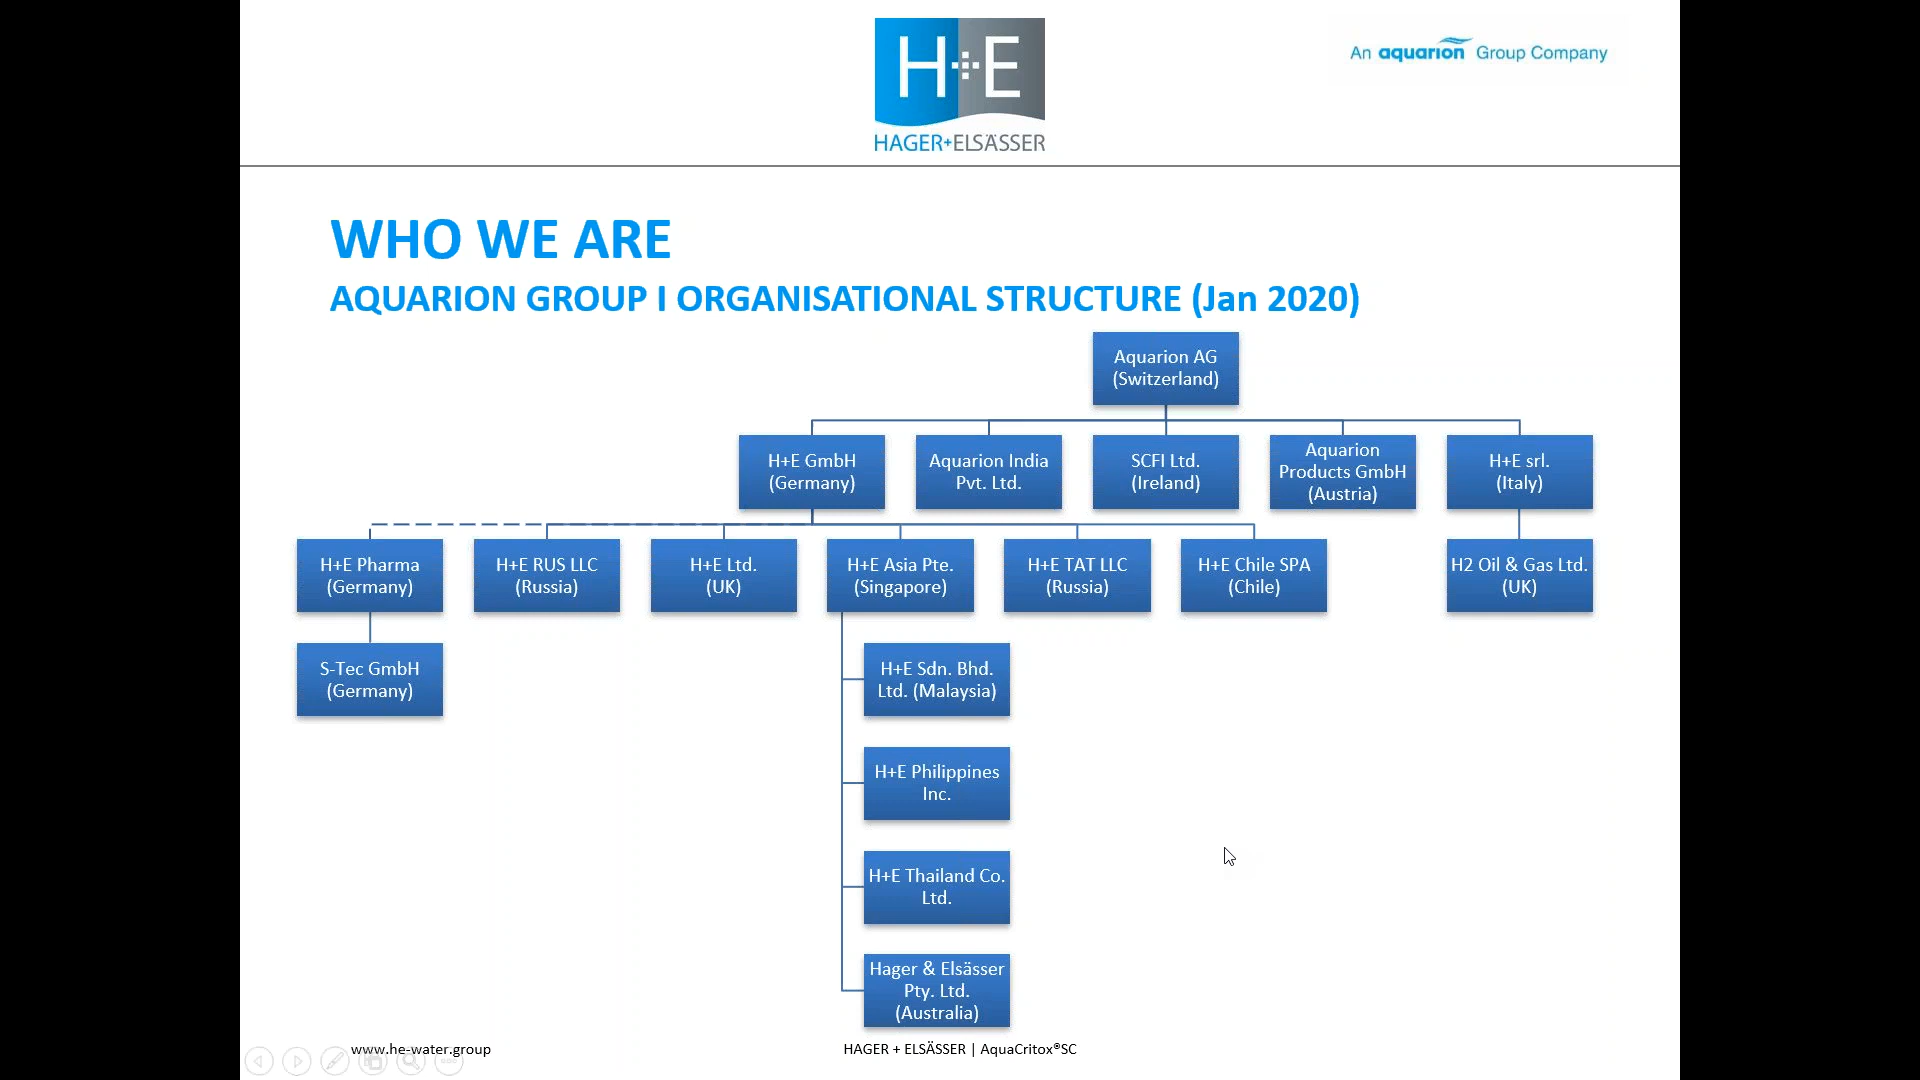 H+E
HAGER+ELSÄSSER
An aquarion Group Company
WHO WE ARE
AQUARION GROUP I ORGANISATIONAL STRUCTURE (Jan 2020)
Aquarion AG
(Switzerland)
H+E GmbH
(Germany)
Aquarion India
Pvt. Ltd.
SCFI Ltd.
(Ireland)
Aquarion
Products GmbH
(Austria)
H+E srl.
(Italy)
H+E Pharma
(Germany)
H+E RUS LLC
(Russia)
H+E Ltd.
(UK)
H+E Asia Pte.
(Singapore)
H+E TAT LLC
(Russia)
H+E Chile SPA
(Chile)
H2 Oil & Gas Ltd.
(UK)
S-Tec GmbH
(Germany)
H+E Sdn. Bhd.
Ltd. (Malaysia)
H+E Philippines
Inc.
H+E Thailand Co.
Ltd.
Hager & Elsässer
Pty. Ltd.
(Australia)
www.he-water.group
HAGER + ELSÄSSER | AquaCritox®SC